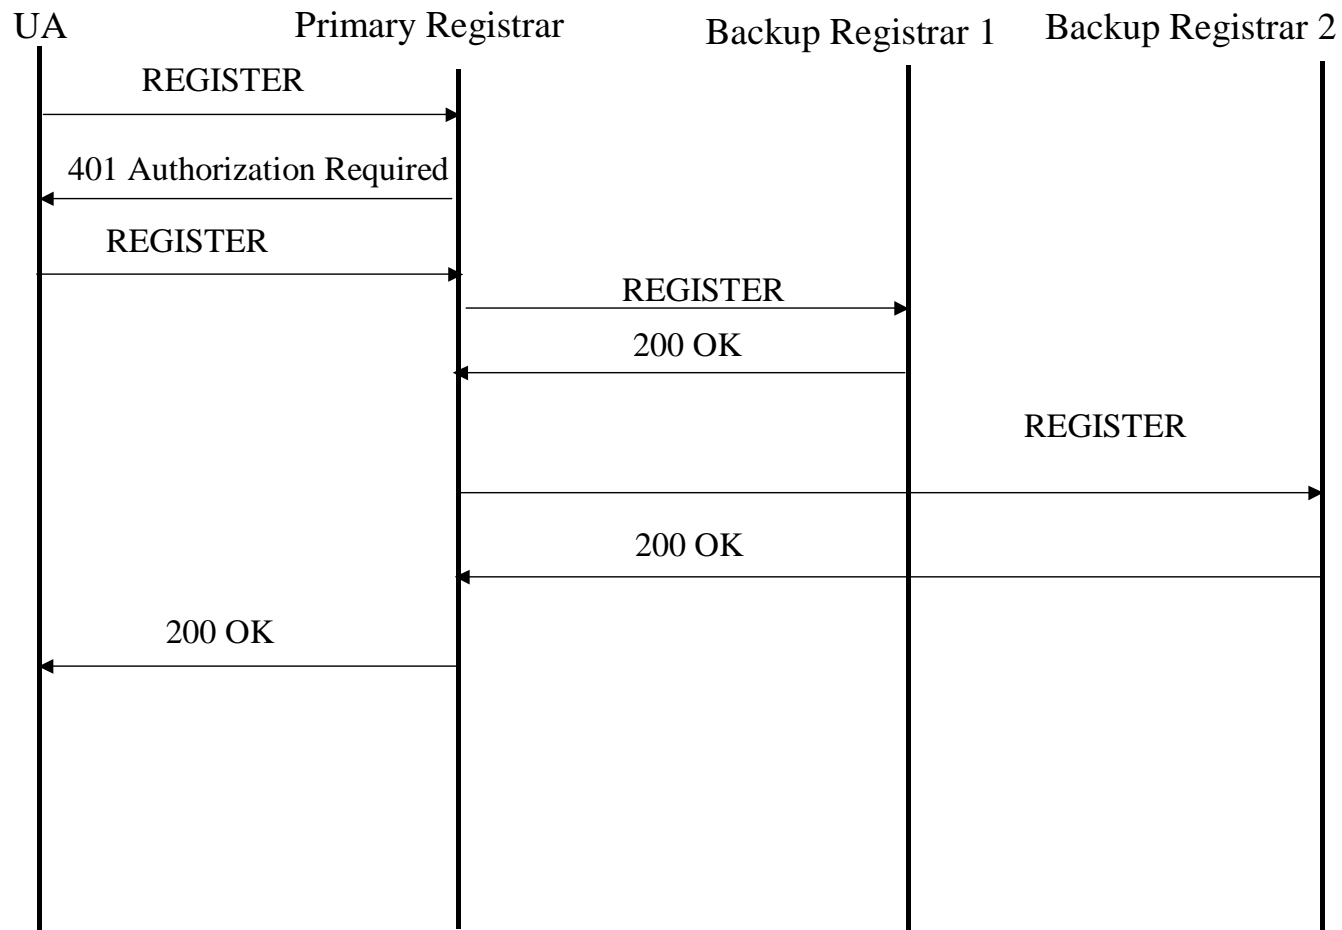 UA
Primary Registrar
Backup Registrar 1
Backup Registrar 2
REGISTER
401 Authorization Required
REGISTER
REGISTER
200 OK
REGISTER
200 OK
200 OK